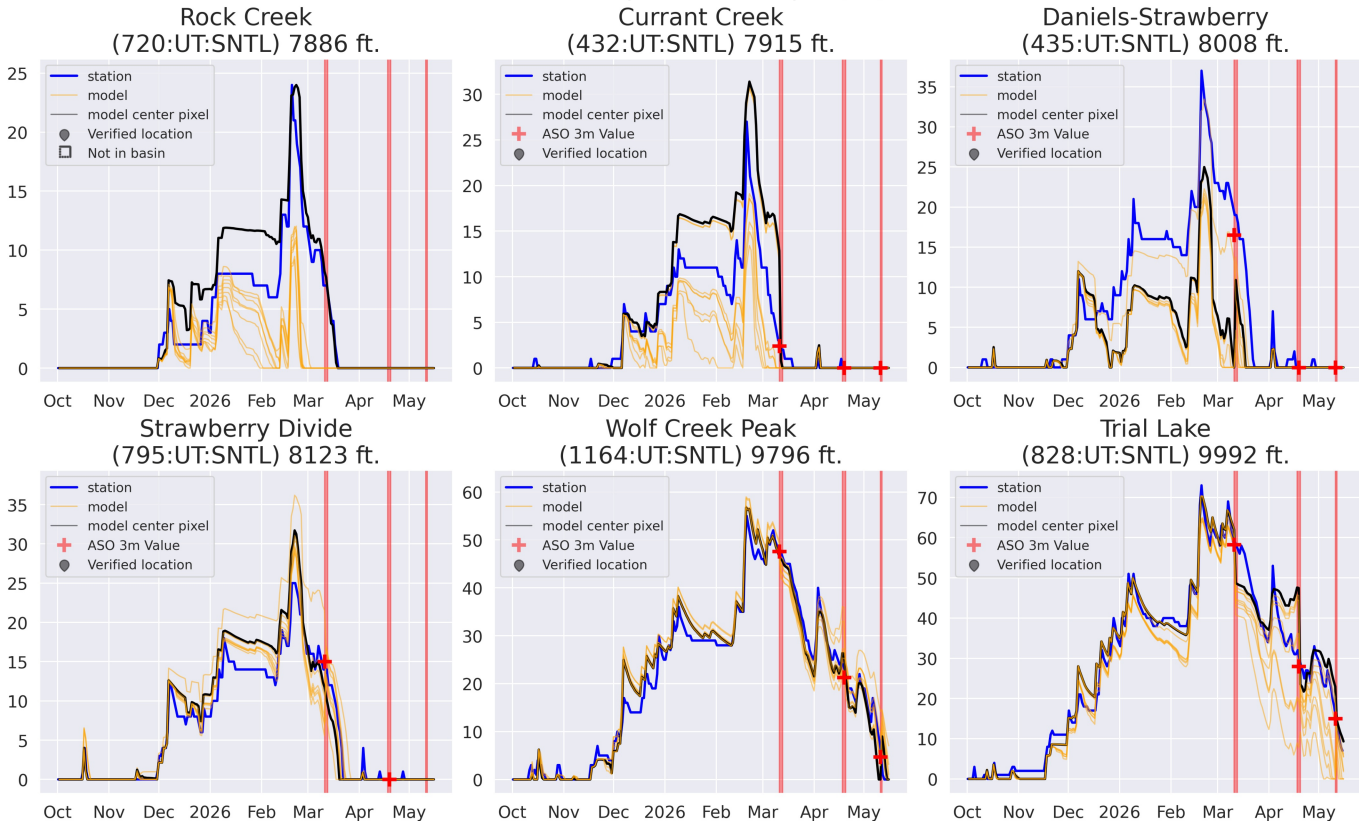 Rock Creek
(720:UT:SNTL) 7886 ft.
25
20
15
10
5
0
station
model
model center pixel
Verified location
Not in basin
Oct Nov Dec 2026 Feb Mar Apr May
Currant Creek
(432:UT:SNTL) 7915 ft.
30
25
20
15
10
5
0
station
model
model center pixel
ASO 3m Value
Verified location
Oct Nov Dec 2026 Feb Mar Apr May
Daniels-Strawberry
(435:UT:SNTL) 8008 ft.
35
30
25
20
15
10
5
0
station
model
model center pixel
ASO 3m Value
Verified location
Oct Nov Dec 2026 Feb Mar Apr May
Strawberry Divide
(795:UT:SNTL) 8123 ft.
35
30
25
20
15
10
5
0
station
model
model center pixel
ASO 3m Value
Verified location
Oct Nov Dec 2026 Feb Mar Apr May
Wolf Creek Peak
(1164:UT:SNTL) 9796 ft.
60
50
40
30
20
10
0
station
model
model center pixel
ASO 3m Value
Verified location
Oct Nov Dec 2026 Feb Mar Apr May
Trial Lake
(828:UT:SNTL) 9992 ft.
70
60
50
40
30
20
10
0
station
model
model center pixel
ASO 3m Value
Verified location
Oct Nov Dec 2026 Feb Mar Apr May